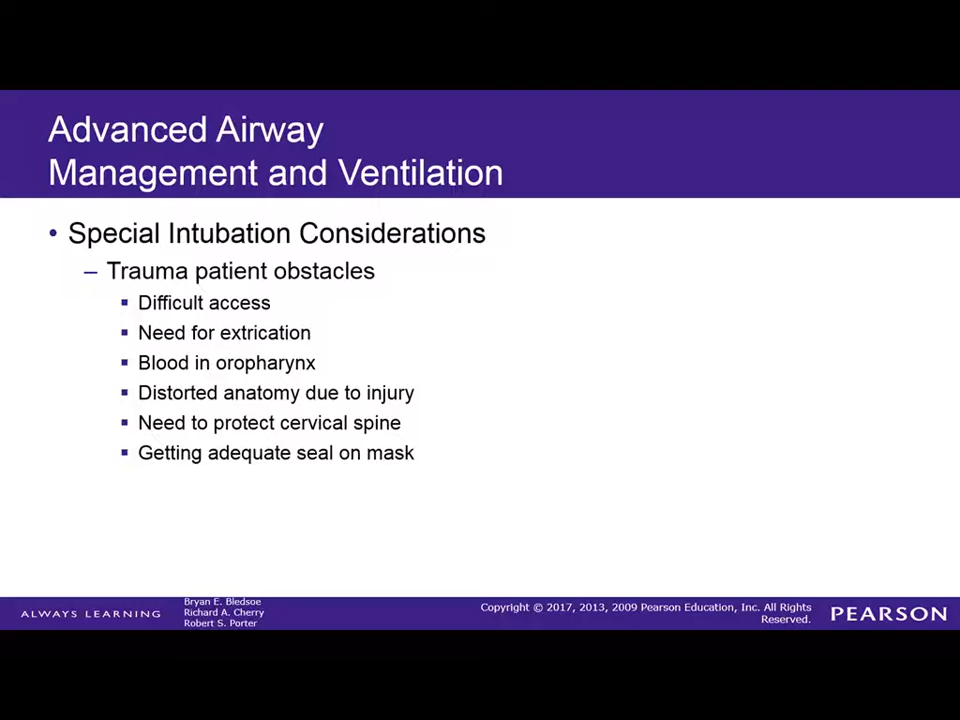 Advanced Airway
Management and Ventilation
• Special Intubation Considerations
– Trauma patient obstacles
▪ Difficult access
▪ Need for extrication
▪ Blood in oropharynx
▪ Distorted anatomy due to injury
▪ Need to protect cervical spine
▪ Getting adequate seal on mask
ALWAYS LEARNING
Bryan E. Bledsoe
Richard A. Cherry
Robert S. Porter
Copyright © 2017, 2013, 2009 Pearson Education, Inc. All Rights
Reserved.
PEARSON